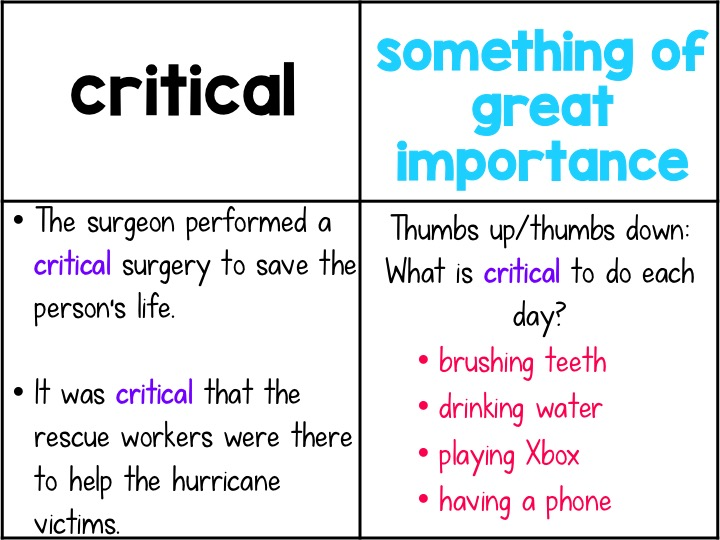 critical
something of
great
importance
• The surgeon performed a
critical surgery to save the
person's life.
• It was critical that the
rescue workers were there
to help the hurricane
victims.
Thumbs up/thumbs down:
What is critical to do each
day?
• brushing teeth
• drinking water
• playing Xbox
• having a phone